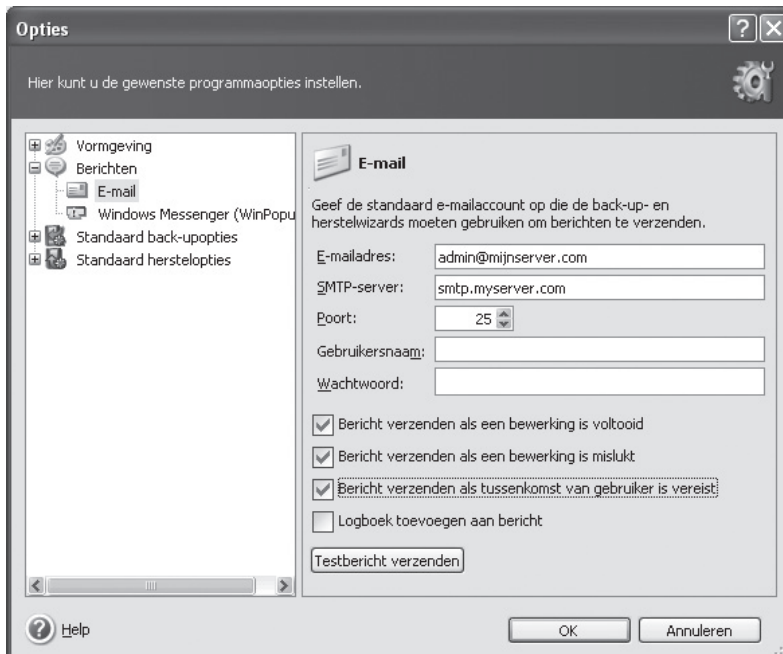 Opties
Hier kunt u de gewenste programmaopties instellen.
Vormgeving
Berichten
E-mail
Windows Messenger (WinPopu
Standaard back-upopties
Standaard herstelopties
E-mail
Geef de standaard e-mailaccount op die de back-up- en
herstelwizards moeten gebruiken om berichten te verzenden.
E-mailadres: admin@mijnserver.com
SMTP-server: smtp.myserver.com
Poort: 25
Gebruikersnaam:
Wachtwoord:
Bericht verzenden als een bewerking is voltooid
Bericht verzenden als een bewerking is mislukt
Bericht verzenden als tussenkomst van gebruiker is vereist
Logboek toevoegen aan bericht
Testbericht verzenden
Help
OK
Annuleren